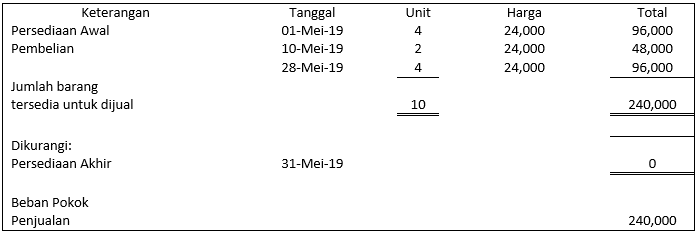 Keterangan Tanggal Unit Harga Total
Persediaan Awal 01-Mei-19 4 24,000 96,000
Pembelian 10-Mei-19 2 24,000 48,000
28-Mei-19 4 24,000 96,000
Jumlah barang
tersedia untuk dijual 10 240,000
Dikurangi:
Persediaan Akhir 31-Mei-19 0
Beban Pokok
Penjualan 240,000